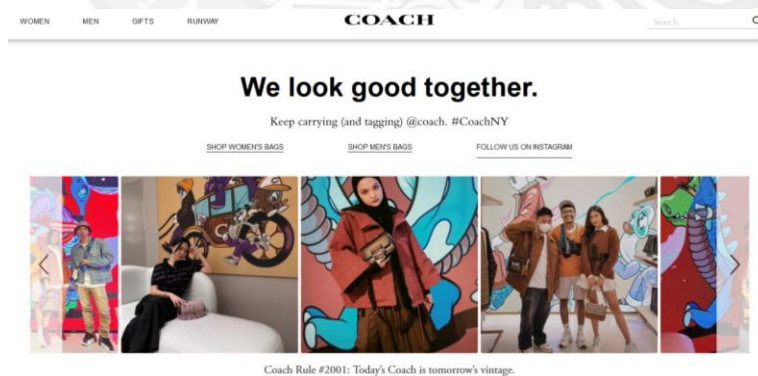 WOMEN MEN GIFTS RUNWAY COACH Search
We look good together.
Keep carrying (and tagging) @coach. #CoachNY
SHOP WOMEN'S BAGS SHOP MEN'S BAGS FOLLOW US ON INSTAGRAM
Coach Rule #2001: Today's Coach is tomorrow's vintage.